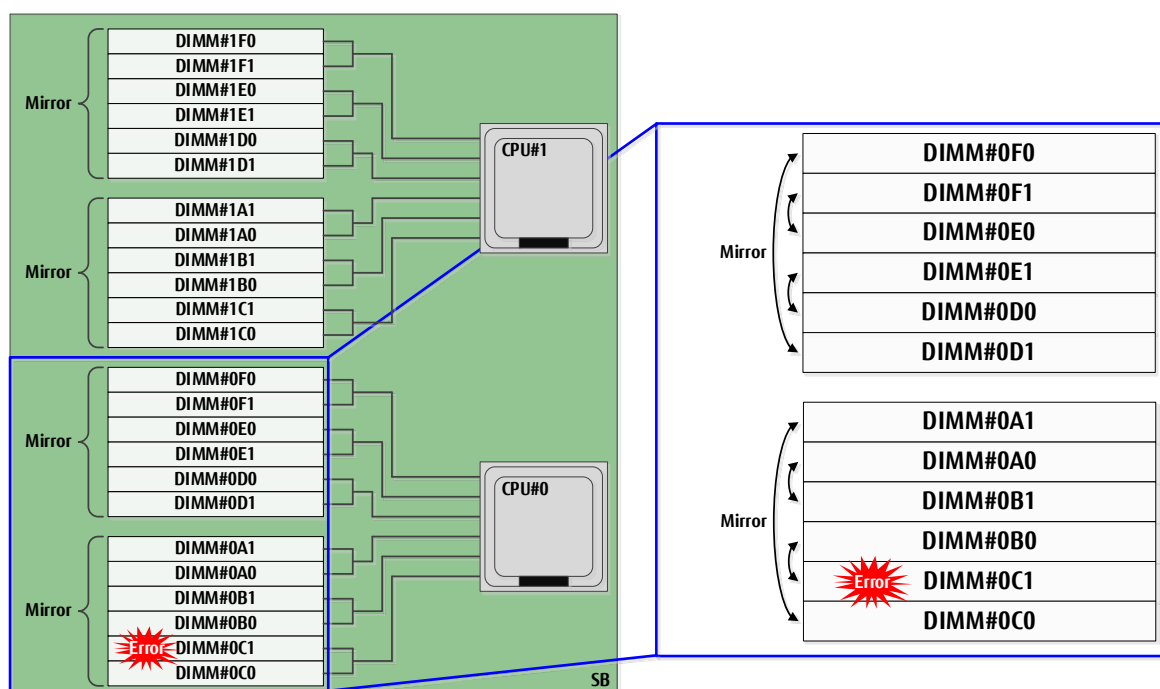 DIMM#1F0
DIMM#1F1
Mirror
DIMM#1E0
DIMM#1E1
DIMM#1D0
DIMM#1D1
CPU#1
DIMM#1A1
DIMM#1A0
Mirror
DIMM#1B1
DIMM#1B0
DIMM#1C1
DIMM#1C0
DIMM#0F0
DIMM#0F1
Mirror
DIMM#0E0
DIMM#0E1
DIMM#0D0
DIMM#0D1
CPU#0
DIMM#0A1
DIMM#0A0
Mirror
DIMM#0B1
DIMM#0B0
Error DIMM#0C1
DIMM#0C0
SB
DIMM#0F0
DIMM#0F1
DIMM#0E0
Mirror
DIMM#0E1
DIMM#0D0
DIMM#0D1
DIMM#0A1
DIMM#0A0
DIMM#0B1
Mirror
DIMM#0B0
Error DIMM#0C1
DIMM#0C0